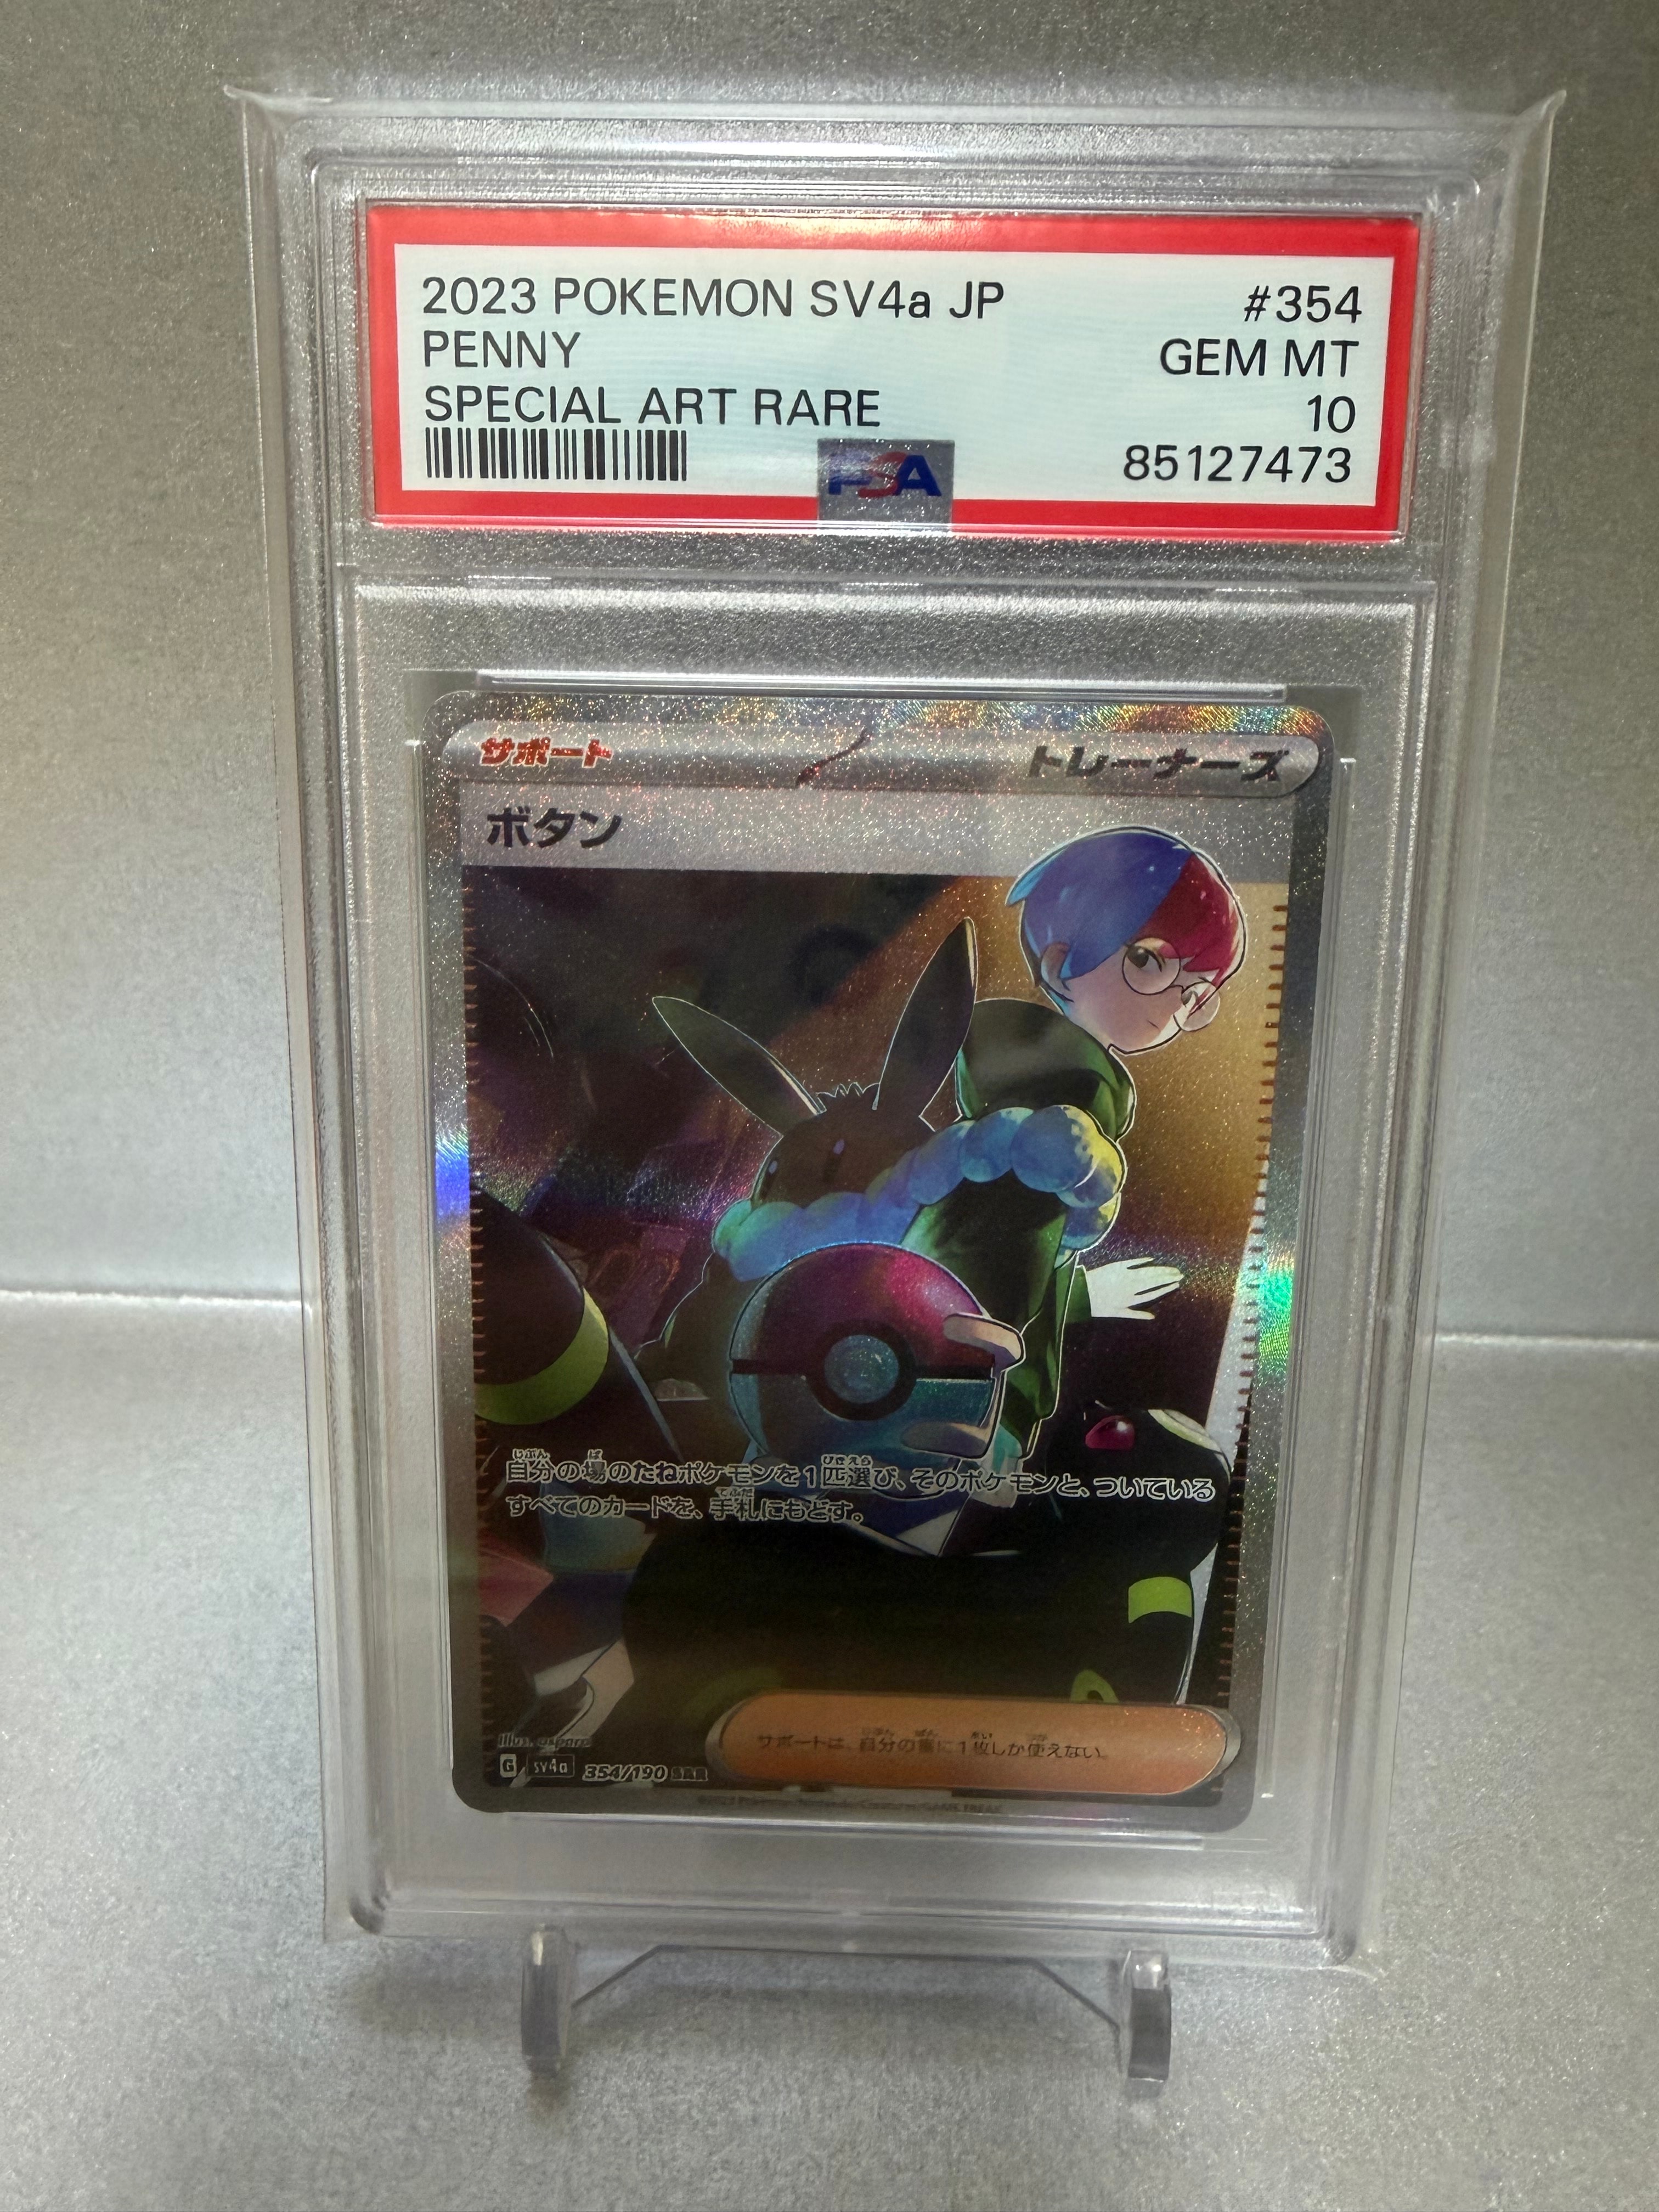 2023 POKEMON SV4a JP #354
PENNY GEM MT
SPECIAL ART RARE 10
PSA 85127473
サポート トレーナーズ
ボタン
自分の場のたねポケモンを1匹選び、そのポケモンと、ついている
すべてのカードを、手札にもどす。
サポートは、自分の番に1枚しか使えない。
Illus.
G SV4a 354/190 SAR